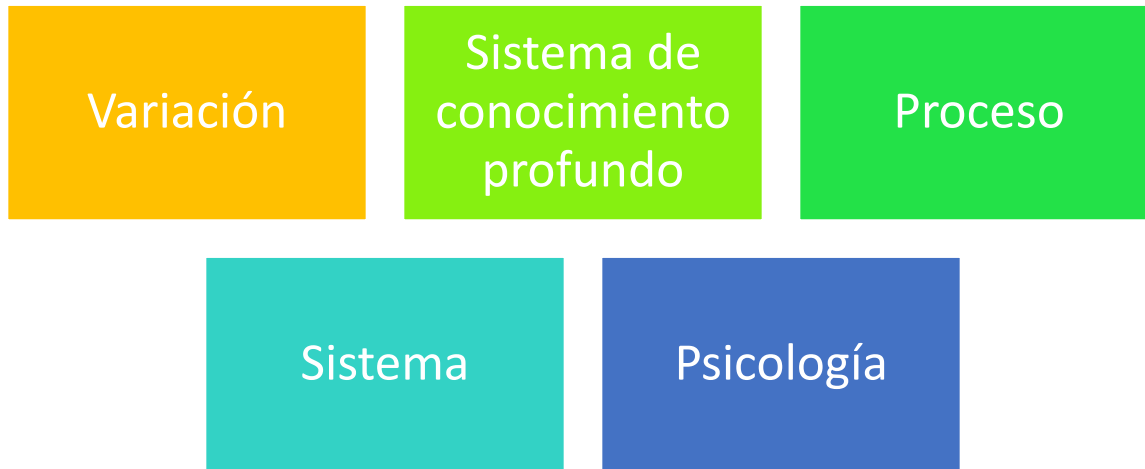 Variación
Sistema de
conocimiento
profundo
Proceso
Sistema
Psicología